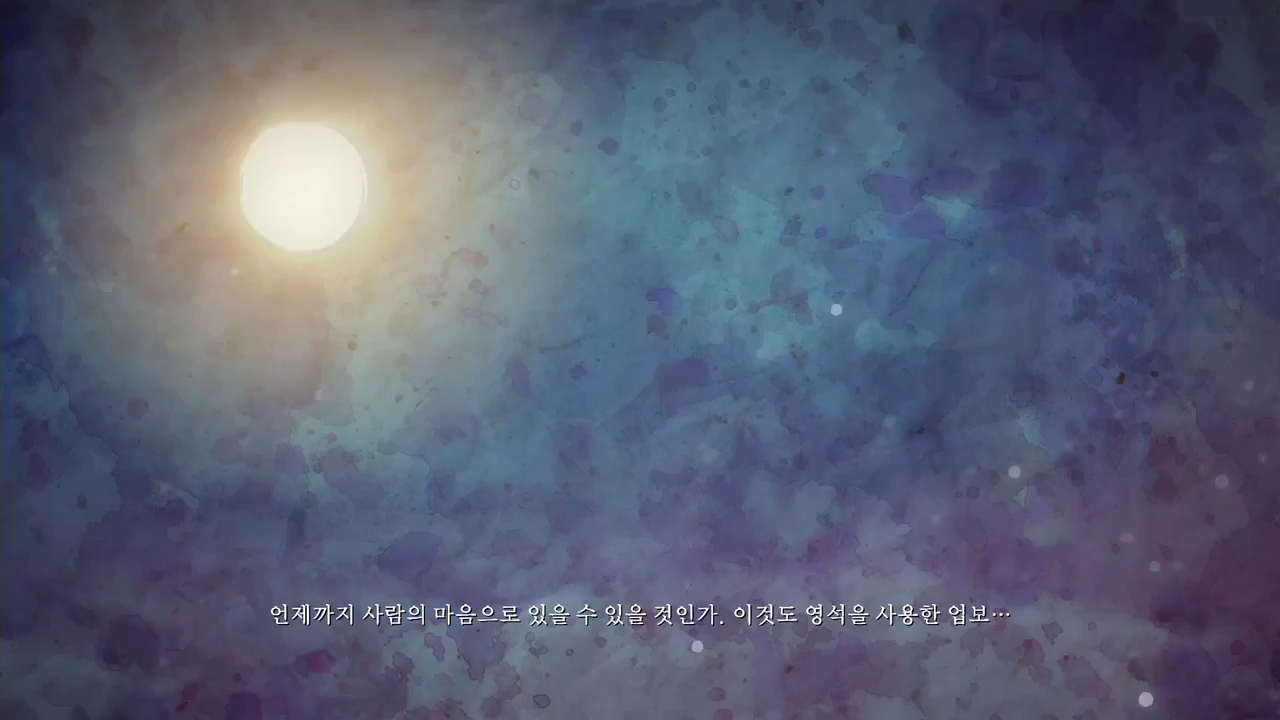 언제까지 사람의 마음으로 있을 수 있을 것인가. 이것도 영석을 사용한 업보…